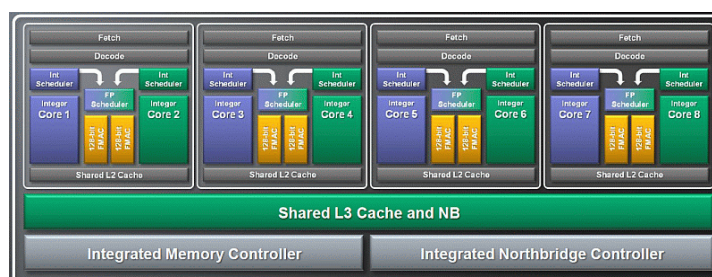 Fetch
Decode
Int Scheduler
Int Scheduler
FP Scheduler
Integer Core 1
Integer Core 2
128-bit FMAC
128-bit FMAC
Shared L2 Cache
Fetch
Decode
Int Scheduler
Int Scheduler
FP Scheduler
Integer Core 3
Integer Core 4
128-bit FMAC
128-bit FMAC
Shared L2 Cache
Fetch
Decode
Int Scheduler
Int Scheduler
FP Scheduler
Integer Core 5
Integer Core 6
128-bit FMAC
128-bit FMAC
Shared L2 Cache
Fetch
Decode
Int Scheduler
Int Scheduler
FP Scheduler
Integer Core 7
Integer Core 8
128-bit FMAC
128-bit FMAC
Shared L2 Cache
Shared L3 Cache and NB
Integrated Memory Controller
Integrated Northbridge Controller